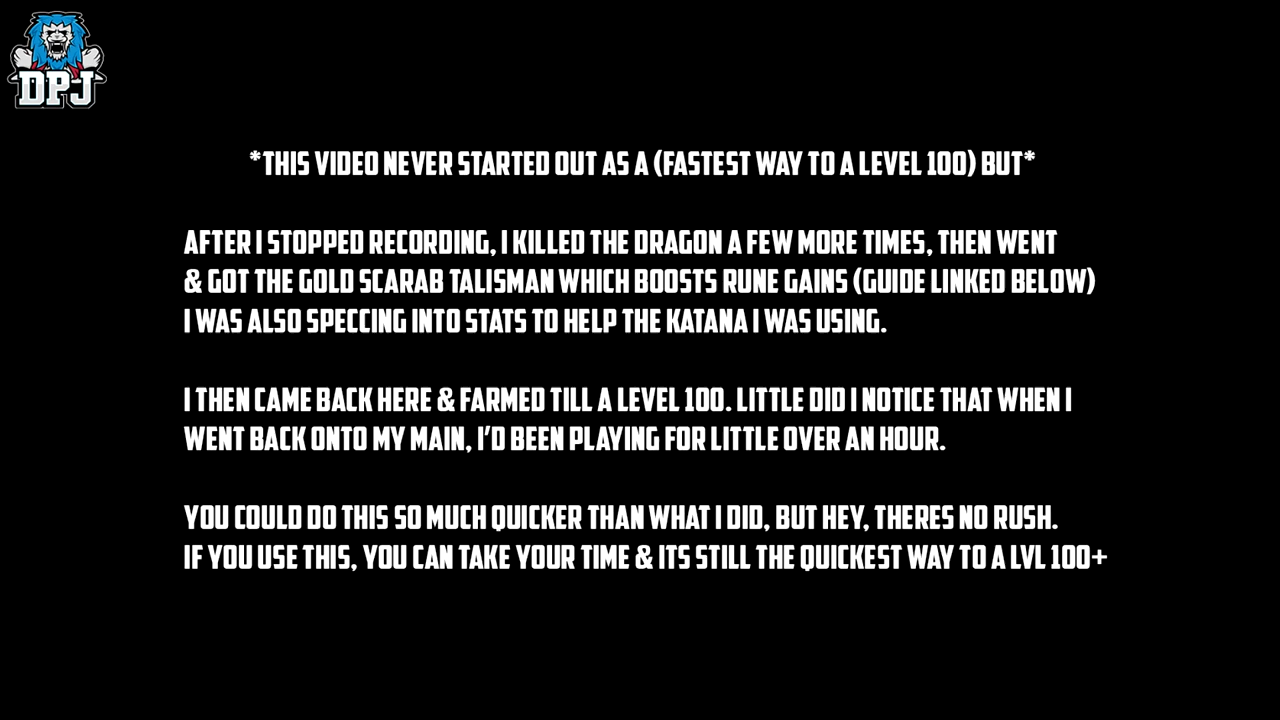 DPJ
*THIS VIDEO NEVER STARTED OUT AS A (FASTEST WAY TO A LEVEL 100) BUT*
AFTER I STOPPED RECORDING, I KILLED THE DRAGON A FEW MORE TIMES, THEN WENT
& GOT THE GOLD SCARAB TALISMAN WHICH BOOSTS RUNE GAINS (GUIDE LINKED BELOW)
I WAS ALSO SPECCING INTO STATS TO HELP THE KATANA I WAS USING.
I THEN CAME BACK HERE & FARMED TILL A LEVEL 100. LITTLE DID I NOTICE THAT WHEN I
WENT BACK ONTO MY MAIN, I'D BEEN PLAYING FOR LITTLE OVER AN HOUR.
YOU COULD DO THIS SO MUCH QUICKER THAN WHAT I DID, BUT HEY, THERES NO RUSH.
IF YOU USE THIS, YOU CAN TAKE YOUR TIME & ITS STILL THE QUICKEST WAY TO A LVL 100+